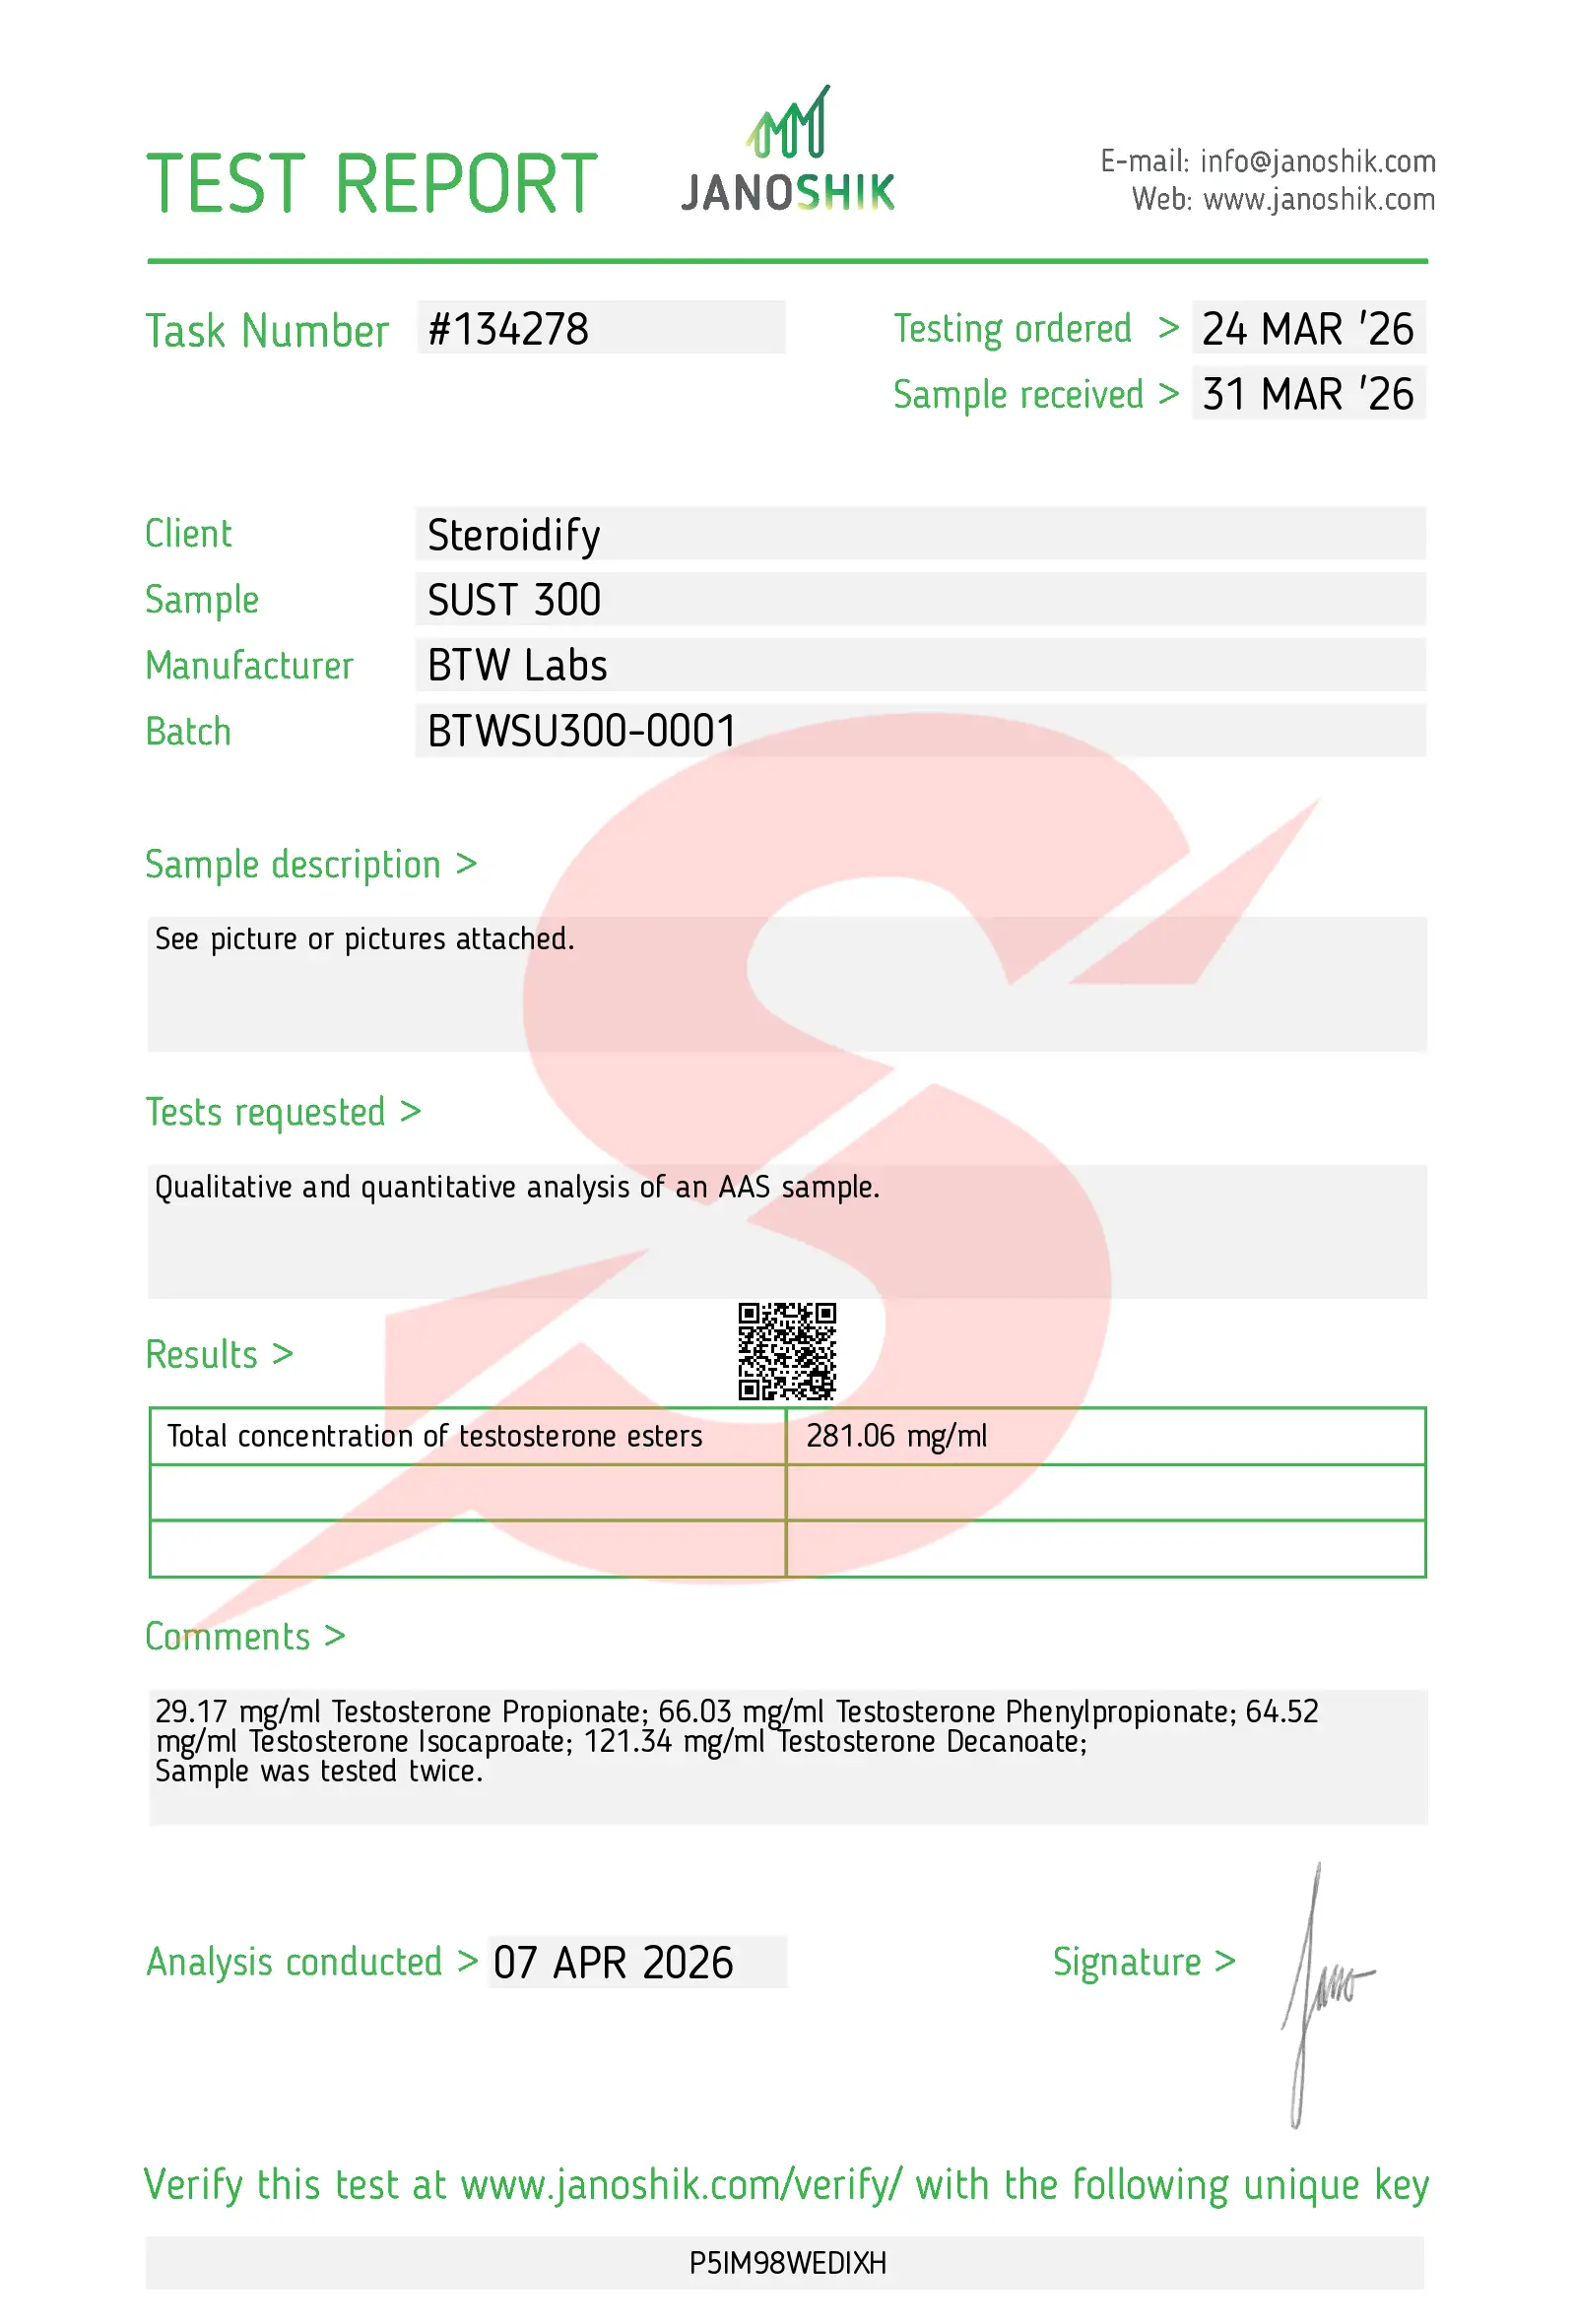 TEST REPORT
JANOSHIK
E-mail: info@janoshik.com
Web: www.janoshik.com
Task Number #134278
Testing ordered > 24 MAR '26
Sample received > 31 MAR '26
Client Steroidify
Sample SUST 300
Manufacturer BTW Labs
Batch BTWSU300-0001
Sample description >
See picture or pictures attached.
Tests requested >
Qualitative and quantitative analysis of an AAS sample.
Results >
Total concentration of testosterone esters 281.06 mg/ml
Comments >
29.17 mg/ml Testosterone Propionate; 66.03 mg/ml Testosterone Phenylpropionate; 64.52
mg/ml Testosterone Isocaproate; 121.34 mg/ml Testosterone Decanoate;
Sample was tested twice.
Analysis conducted > 07 APR 2026
Signature > Jano
Verify this test at www.janoshik.com/verify/ with the following unique key
P5IM98WEDIXH